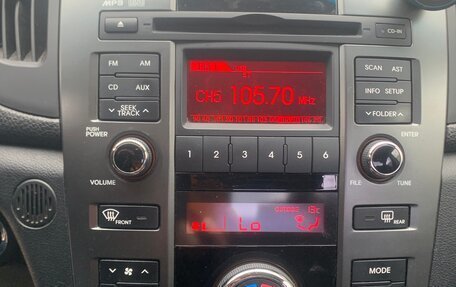 MP3
CD-IN
FM AM
SCAN AST
CD AUX
INFO SETUP
CH6 105.70 MHz
SEEK
TRACK
FOLDER
PUSH
POWER
ENTER
1 2 3 4 5 6
VOLUME
FILE TUNE
FRONT
Lo
REAR
MODE